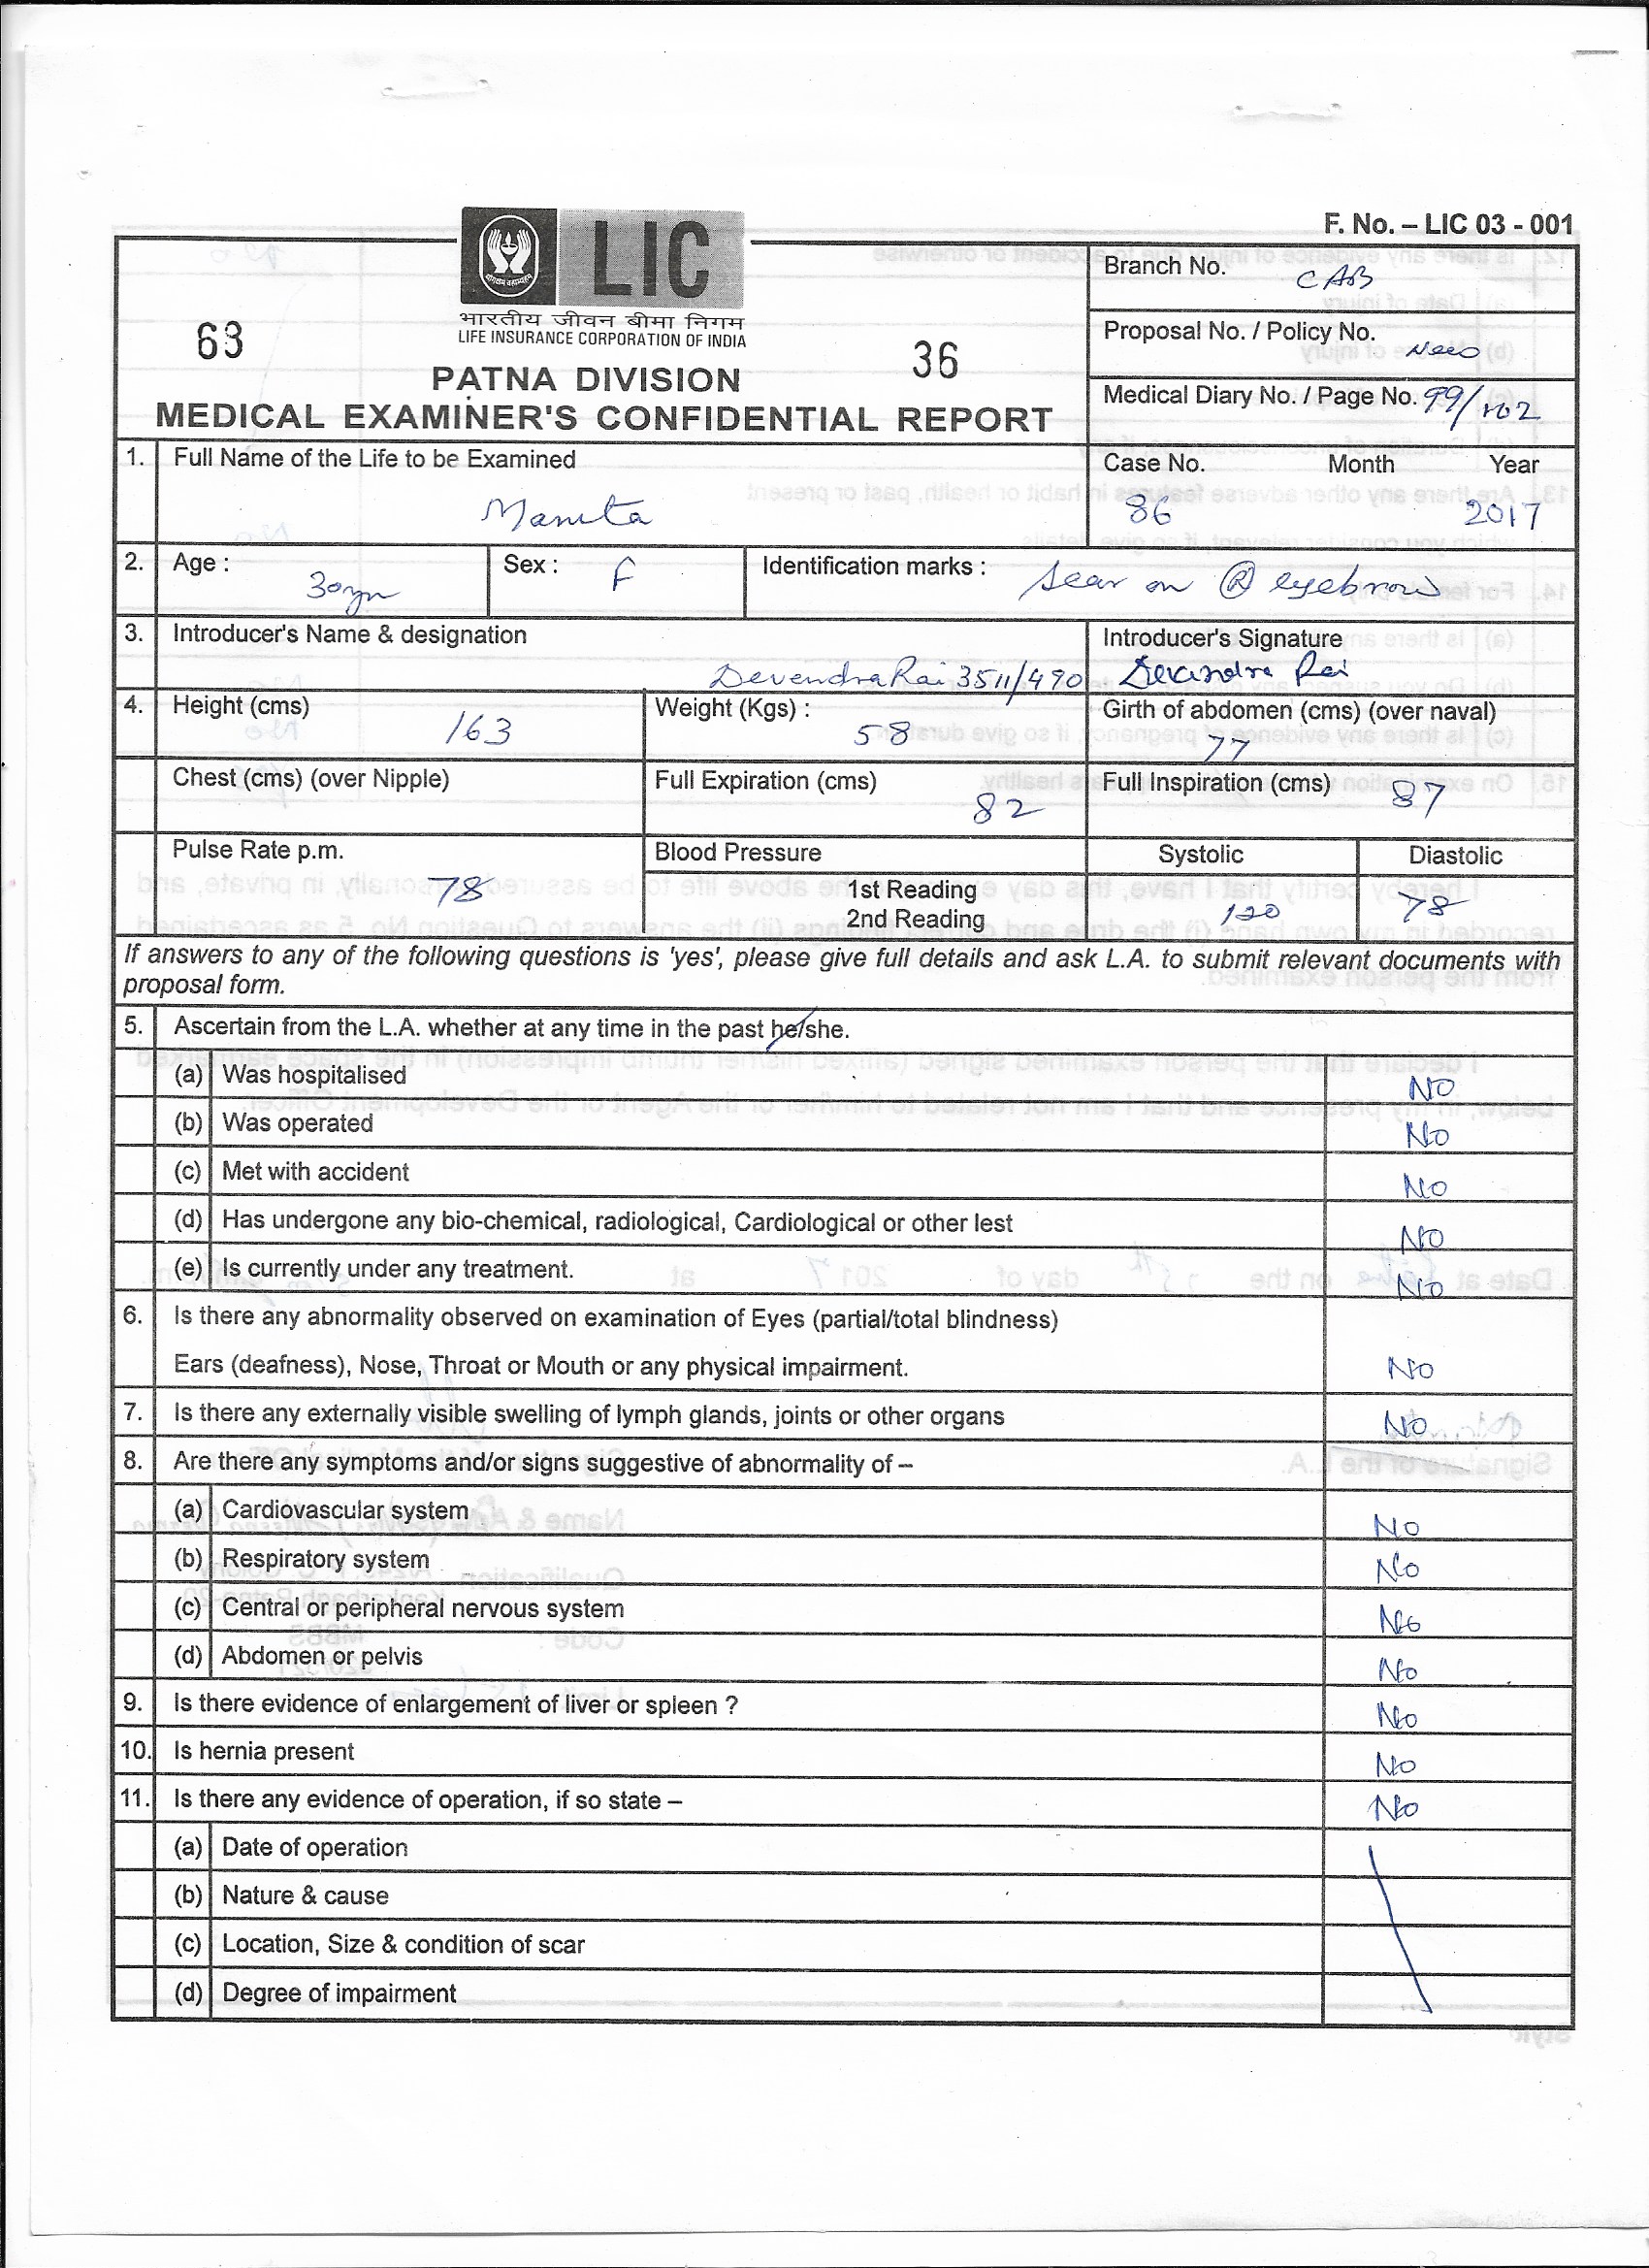 F. No. – LIC 03 - 001
LIC
भारतीय जीवन बीमा निगम
LIFE INSURANCE CORPORATION OF INDIA
63
36
PATNA DIVISION
MEDICAL EXAMINER'S CONFIDENTIAL REPORT
Branch No. CAB
Proposal No. / Policy No. New
Medical Diary No. / Page No. 99/102
1. Full Name of the Life to be Examined
Mamta
Case No. Month Year
86 2017
2. Age : 30yrs Sex : F Identification marks : Scar on (R) eyebrow
3. Introducer's Name & designation
Devendra Rai 3511/490
Introducer's Signature
Devendra Rai
4. Height (cms) 163 Weight (Kgs) : 58 Girth of abdomen (cms) (over naval) 77
Chest (cms) (over Nipple) Full Expiration (cms) 82 Full Inspiration (cms) 87
Pulse Rate p.m. 78 Blood Pressure Systolic Diastolic
1st Reading
2nd Reading 120 78
If answers to any of the following questions is 'yes', please give full details and ask L.A. to submit relevant documents with
proposal form.
5. Ascertain from the L.A. whether at any time in the past he/she.
(a) Was hospitalised NO
(b) Was operated No
(c) Met with accident No
(d) Has undergone any bio-chemical, radiological, Cardiological or other lest NO
(e) Is currently under any treatment. No
6. Is there any abnormality observed on examination of Eyes (partial/total blindness)
Ears (deafness), Nose, Throat or Mouth or any physical impairment. No
7. Is there any externally visible swelling of lymph glands, joints or other organs No
8. Are there any symptoms and/or signs suggestive of abnormality of –
(a) Cardiovascular system No
(b) Respiratory system No
(c) Central or peripheral nervous system No
(d) Abdomen or pelvis No
9. Is there evidence of enlargement of liver or spleen ? No
10. Is hernia present No
11. Is there any evidence of operation, if so state – No
(a) Date of operation
(b) Nature & cause
(c) Location, Size & condition of scar
(d) Degree of impairment